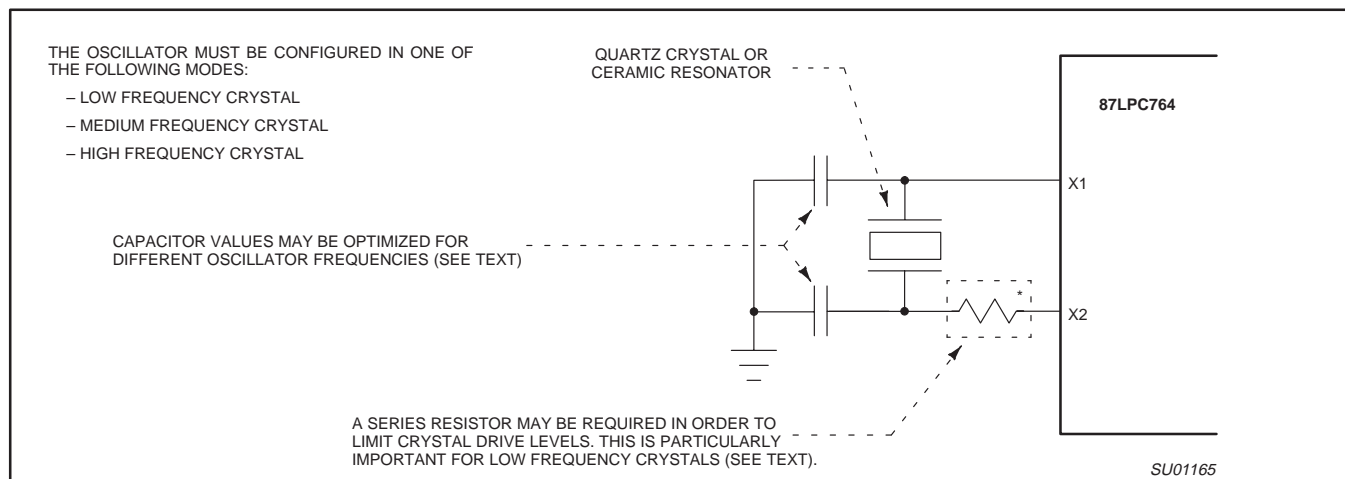 THE OSCILLATOR MUST BE CONFIGURED IN ONE OF
THE FOLLOWING MODES:
– LOW FREQUENCY CRYSTAL
– MEDIUM FREQUENCY CRYSTAL
– HIGH FREQUENCY CRYSTAL
QUARTZ CRYSTAL OR
CERAMIC RESONATOR
87LPC764
X1
CAPACITOR VALUES MAY BE OPTIMIZED FOR
DIFFERENT OSCILLATOR FREQUENCIES (SEE TEXT)
*
X2
A SERIES RESISTOR MAY BE REQUIRED IN ORDER TO
LIMIT CRYSTAL DRIVE LEVELS. THIS IS PARTICULARLY
IMPORTANT FOR LOW FREQUENCY CRYSTALS (SEE TEXT).
SU01165